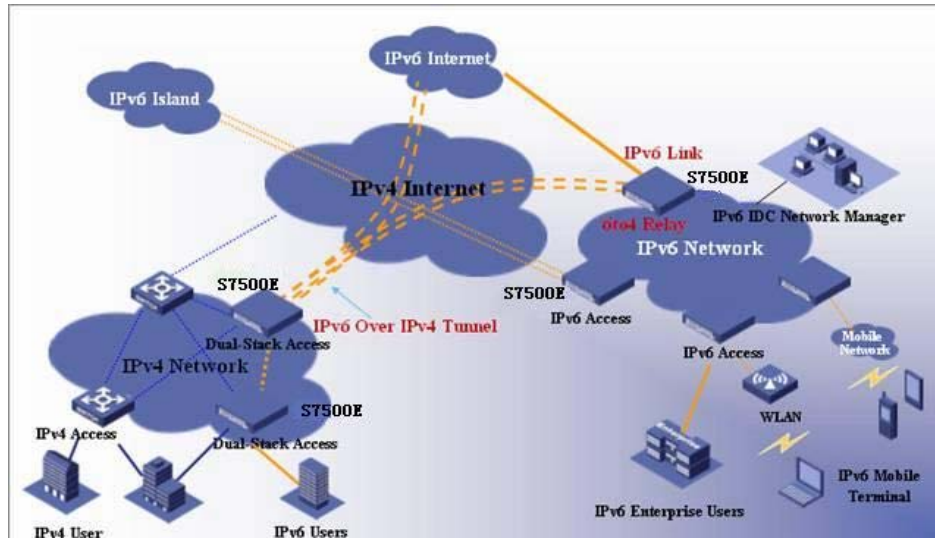 IPv6 Internet
IPv6 Island
IPv6 Link
IPv4 Internet
S7500E
IPv6 IDC Network Manager
6to4 Relay
IPv6 Network
S7500E
S7500E
IPv6 Access
IPv6 Over IPv4 Tunnel
Dual-Stack Access
IPv4 Network
IPv6 Access
Mobile
Network
S7500E
WLAN
IPv4 Access
Dual-Stack Access
IPv6 Mobile
Terminal
IPv6 Enterprise Users
IPv4 User
IPv6 Users